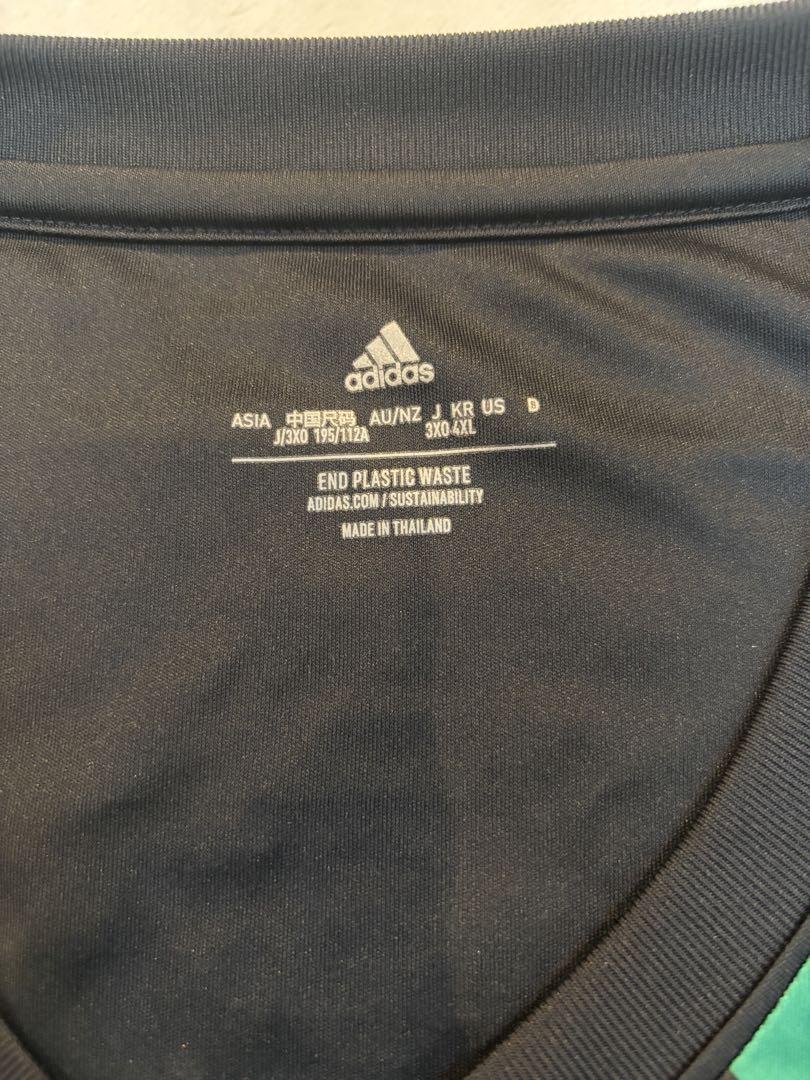 adidas
ASIA 中国尺码 AU/NZ J KR US D
J/3XO 195/112A 3XO 4XL
END PLASTIC WASTE
ADIDAS.COM / SUSTAINABILITY
MADE IN THAILAND